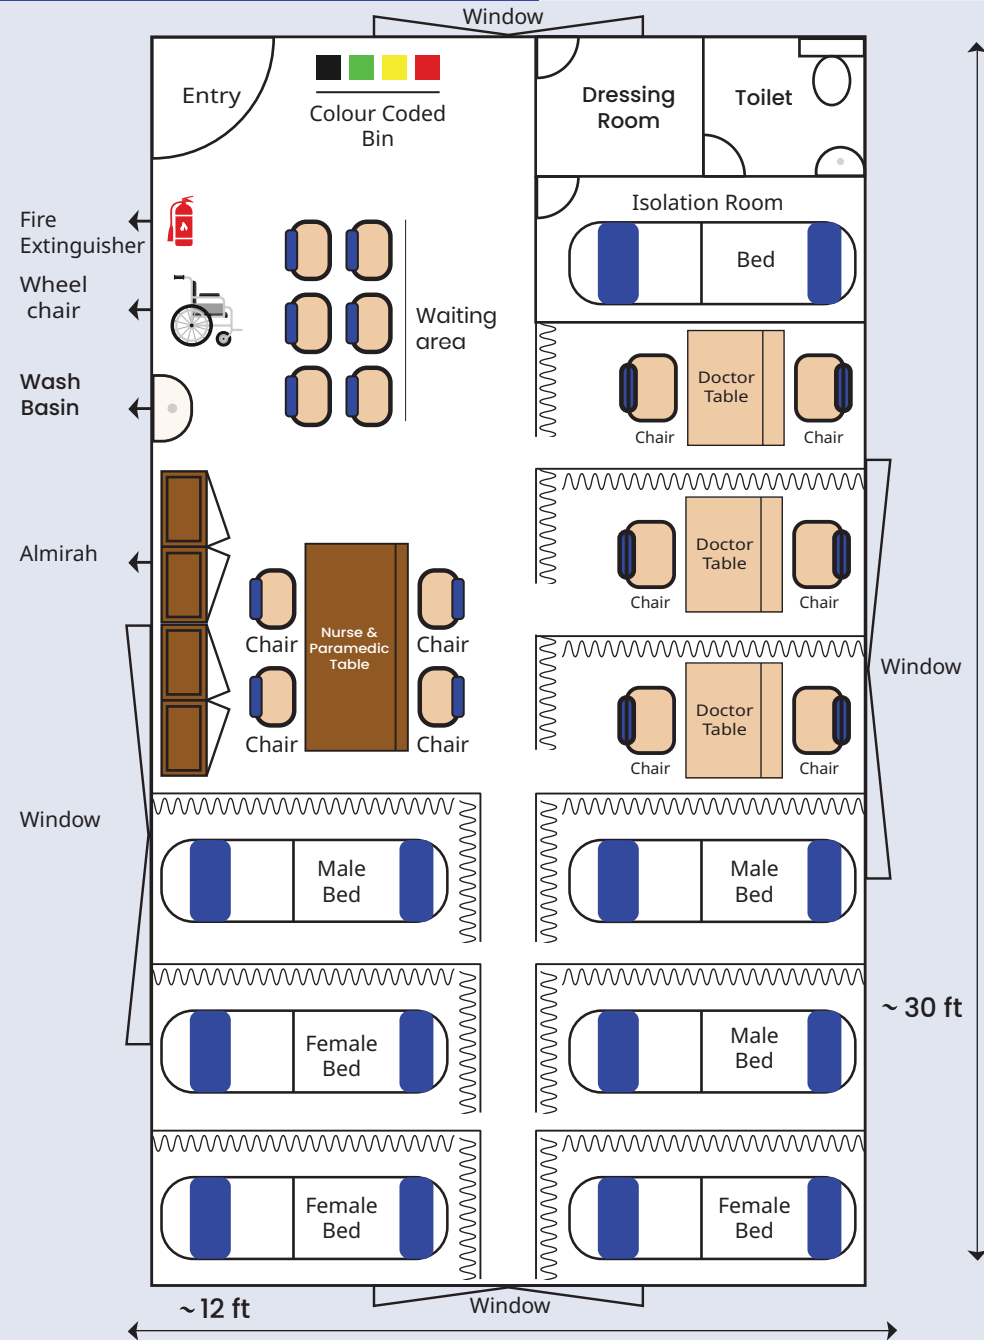 Window
Entry
Colour Coded
Bin
Dressing
Room
Toilet
Fire
Extinguisher
Wheel
chair
Wash
Basin
Waiting
area
Isolation Room
Bed
Doctor
Table
Chair
Chair
Doctor
Table
Chair
Chair
Doctor
Table
Chair
Chair
Almirah
Nurse &
Paramedic
Table
Chair
Chair
Chair
Chair
Window
Window
Male
Bed
Male
Bed
Female
Bed
Male
Bed
~ 30 ft
Female
Bed
Female
Bed
~ 12 ft
Window